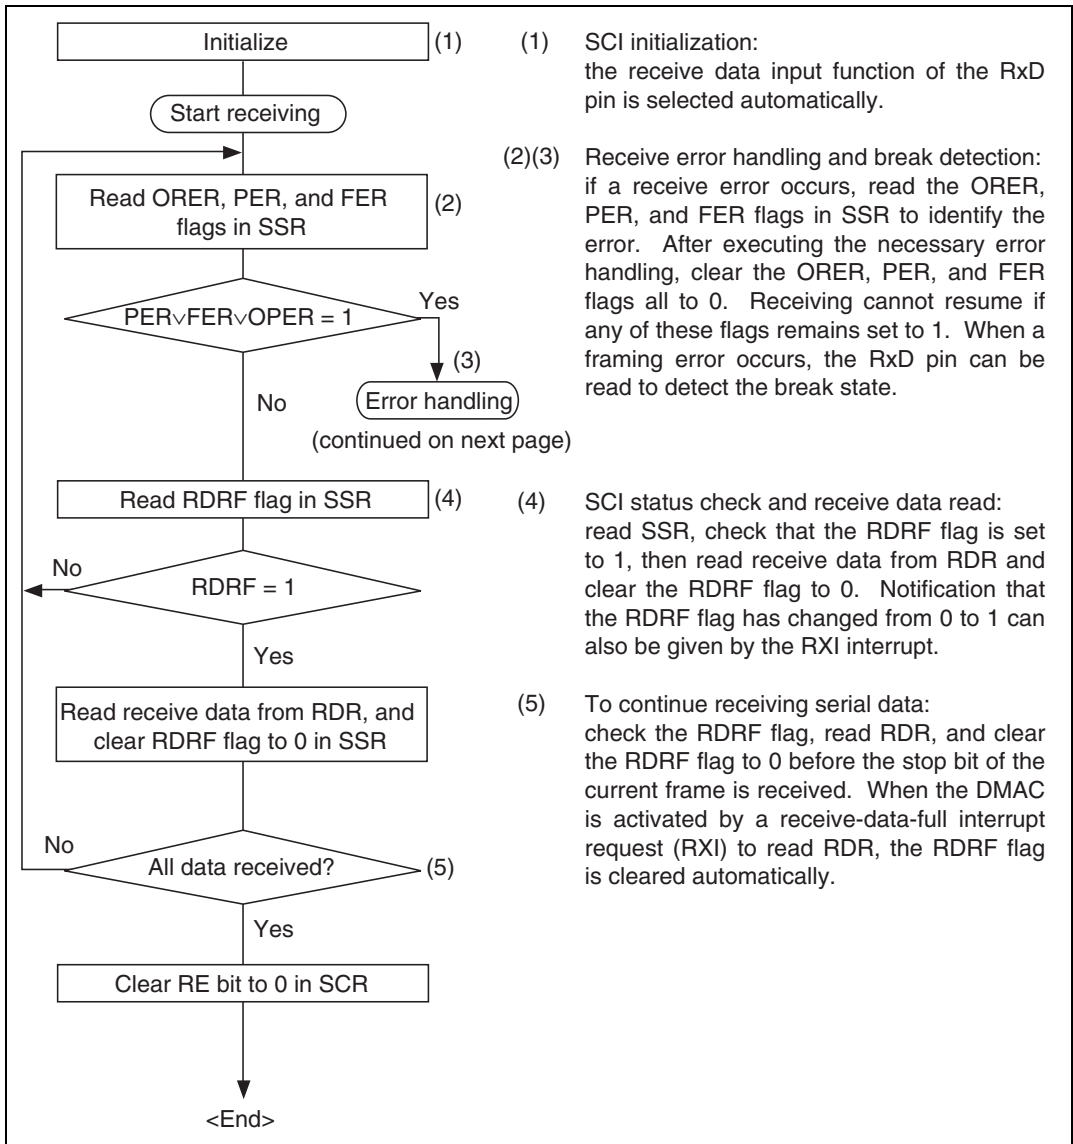 Initialize (1)
Start receiving
Read ORER, PER, and FER
flags in SSR
(2)
PER∨FER∨OPER = 1
Yes
(3)
Error handling
(continued on next page)
No
Read RDRF flag in SSR (4)
No
RDRF = 1
Yes
Read receive data from RDR, and
clear RDRF flag to 0 in SSR
No
All data received? (5)
Yes
Clear RE bit to 0 in SCR
<End>
(1) SCI initialization:
the receive data input function of the RxD
pin is selected automatically.
(2)(3) Receive error handling and break detection:
if a receive error occurs, read the ORER,
PER, and FER flags in SSR to identify the
error. After executing the necessary error
handling, clear the ORER, PER, and FER
flags all to 0. Receiving cannot resume if
any of these flags remains set to 1. When a
framing error occurs, the RxD pin can be
read to detect the break state.
(4) SCI status check and receive data read:
read SSR, check that the RDRF flag is set
to 1, then read receive data from RDR and
clear the RDRF flag to 0. Notification that
the RDRF flag has changed from 0 to 1 can
also be given by the RXI interrupt.
(5) To continue receiving serial data:
check the RDRF flag, read RDR, and clear
the RDRF flag to 0 before the stop bit of the
current frame is received. When the DMAC
is activated by a receive-data-full interrupt
request (RXI) to read RDR, the RDRF flag
is cleared automatically.